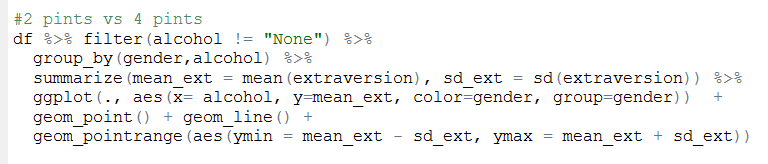 #2 pints vs 4 pints
df %>% filter(alcohol != "None") %>%
  group_by(gender,alcohol) %>%
  summarize(mean_ext = mean(extraversion), sd_ext = sd(extraversion)) %>%
  ggplot(., aes(x= alcohol, y=mean_ext, color=gender, group=gender))  +
  geom_point() + geom_line() +
  geom_pointrange(aes(ymin = mean_ext - sd_ext, ymax = mean_ext + sd_ext))